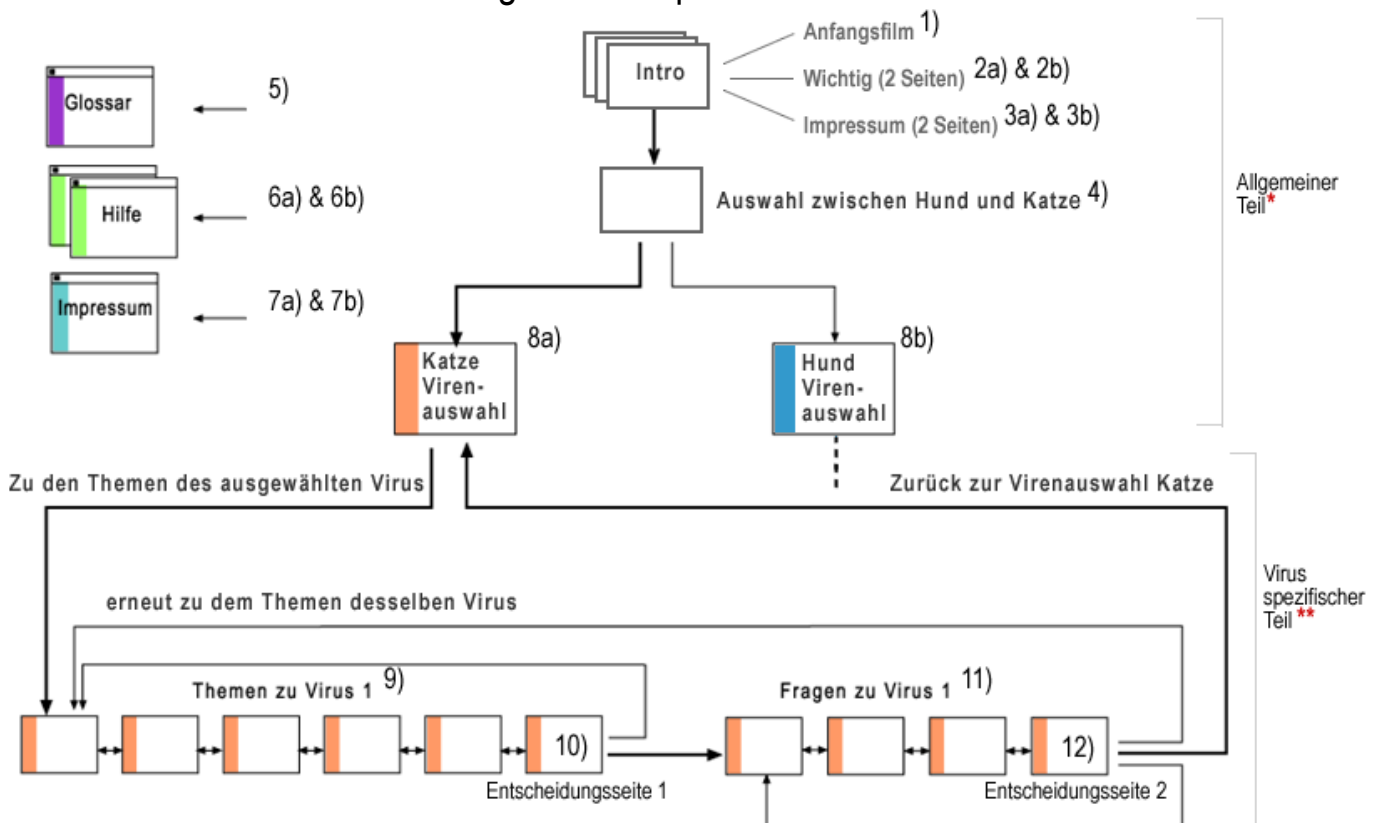 Intro
Anfangsfilm 1)
Wichtig (2 Seiten) 2a) & 2b)
Impressum (2 Seiten) 3a) & 3b)
Glossar
5)
Hilfe
6a) & 6b)
Impressum
7a) & 7b)
Auswahl zwischen Hund und Katze 4)
Allgemeiner
Teil*
Katze
Viren-
auswahl
8a)
Hund
Viren-
auswahl
8b)
Zu den Themen des ausgewählten Virus
Zurück zur Virenauswahl Katze
Virus
spezifischer
Teil **
erneut zu dem Themen desselben Virus
Themen zu Virus 1 9)
Fragen zu Virus 1 11)
10)
12)
Entscheidungsseite 1
Entscheidungsseite 2